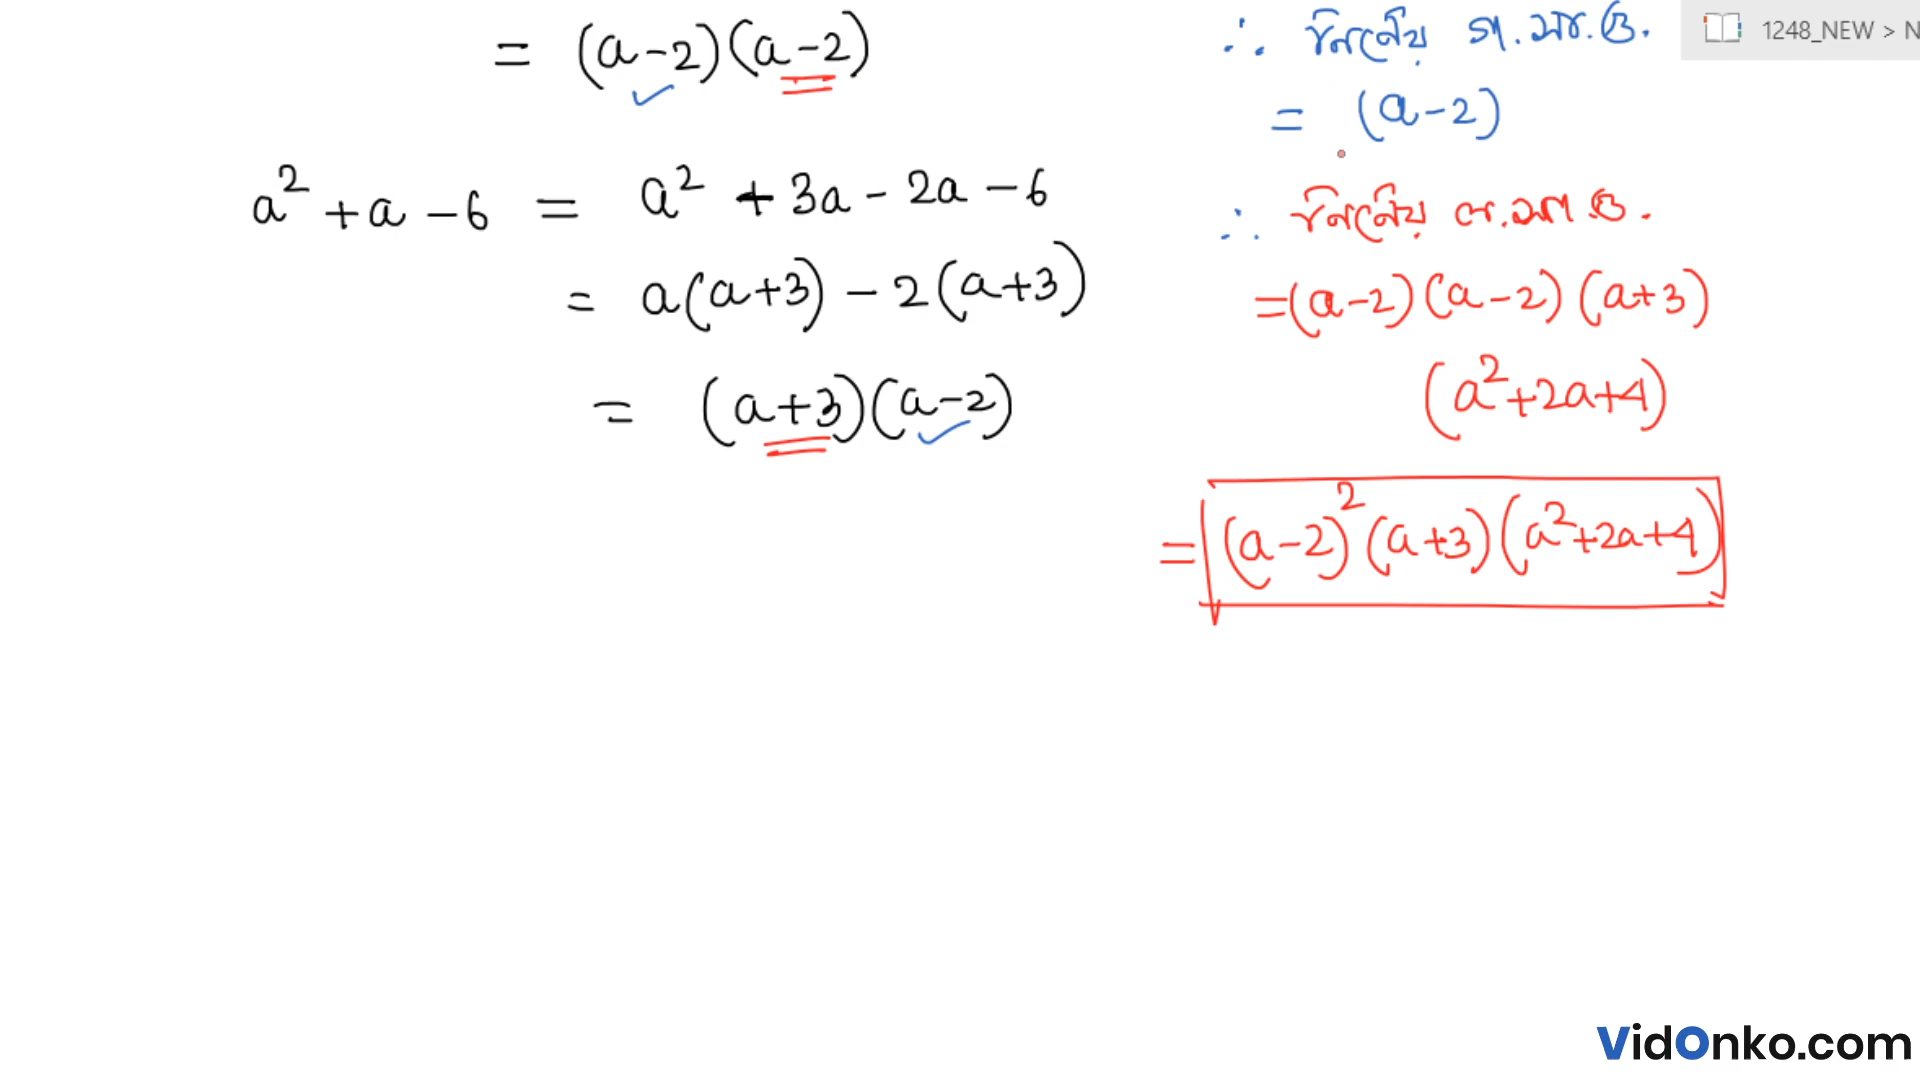 = (a-2)(a-2)
a² + a - 6 = a² + 3a - 2a - 6
= a(a+3) - 2(a+3)
= (a+3)(a-2)
∴ নির্নেয় গ.সা.গু.
= (a-2)
∴ নির্নেয় ল.সা.গু.
=(a-2)(a-2)(a+3)
(a²+2a+4)
= (a-2)²(a+3)(a²+2a+4)
1248_NEW > N
VidOnko.com